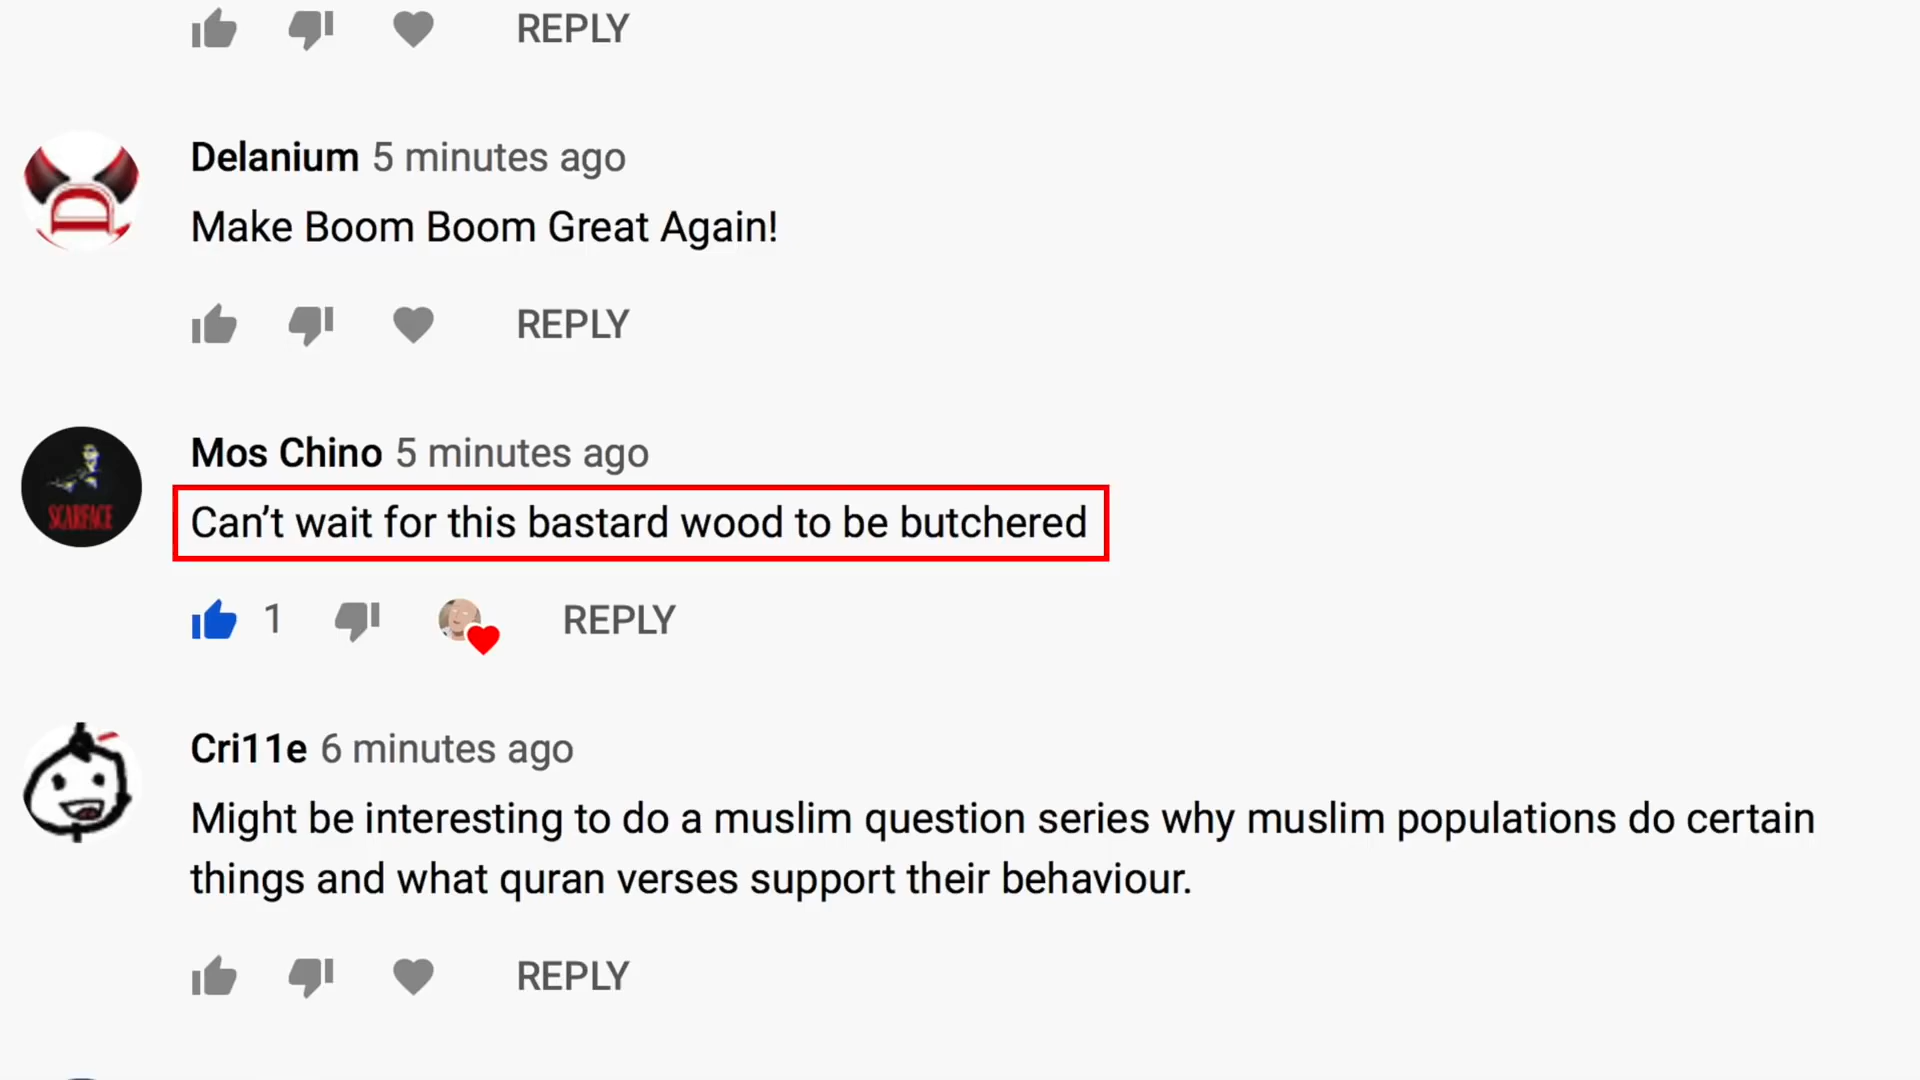 REPLY
Delanium 5 minutes ago
Make Boom Boom Great Again!
REPLY
Mos Chino 5 minutes ago
SCARFACE
Can’t wait for this bastard wood to be butchered
1 REPLY
Cri11e 6 minutes ago
Might be interesting to do a muslim question series why muslim populations do certain
things and what quran verses support their behaviour.
REPLY